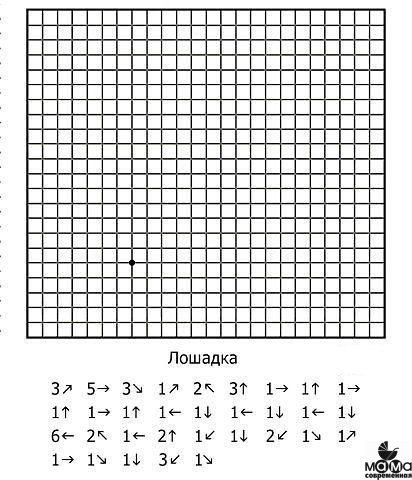 Лошадка
3↗ 5→ 3↘ 1↗ 2↖ 3↑ 1→ 1↑ 1→
1↑ 1→ 1↑ 1← 1↓ 1← 1↓ 1← 1↓
6← 2↖ 1← 2↑ 1↙ 1↓ 2↙ 1↘ 1↗
1→ 1↘ 1↓ 3↙ 1↘
мама
современная